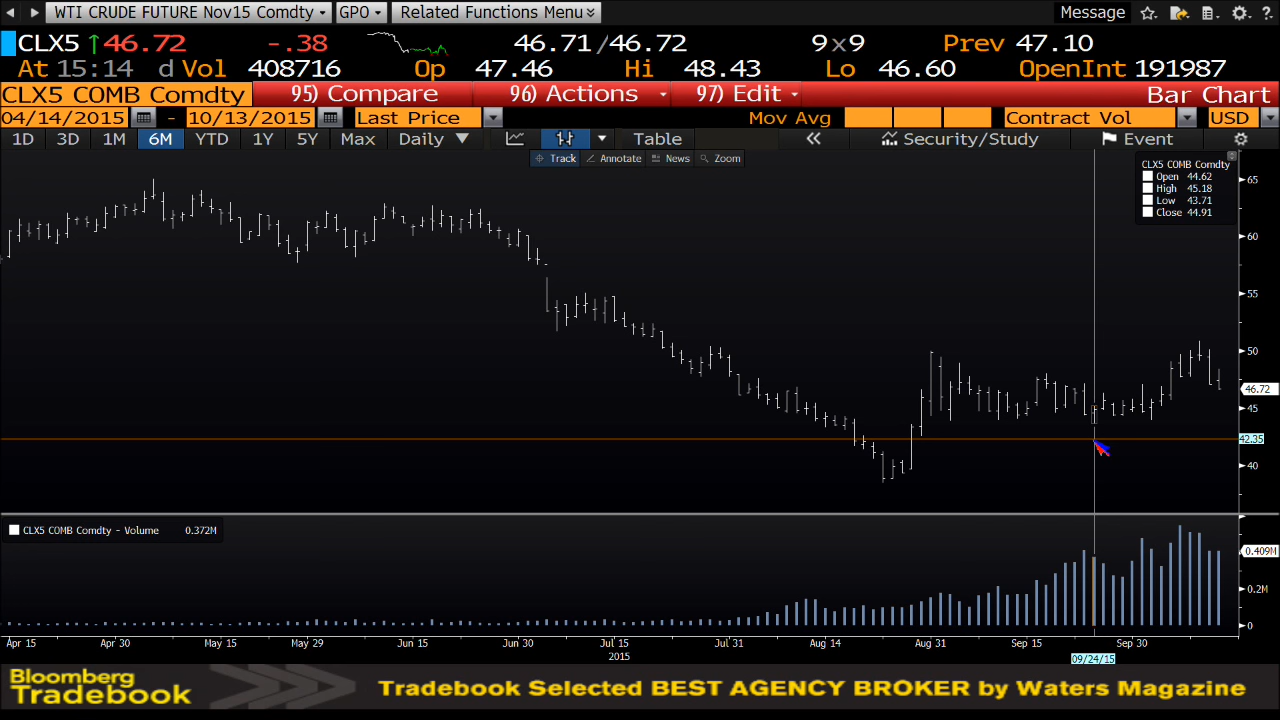 WTI CRUDE FUTURE Nov15 Comdty GPO Related Functions Menu Message
CLX5 46.72 -.38 46.71/46.72 9x9 Prev 47.10
At 15:14 d Vol 408716 Op 47.46 Hi 48.43 Lo 46.60 OpenInt 191987
CLX5 COMB Comdty 95) Compare 96) Actions 97) Edit Bar Chart
04/14/2015 - 10/13/2015 Last Price Mov Avg Contract Vol USD
1D 3D 1M 6M YTD 1Y 5Y Max Daily Table Security/Study Event
Track Annotate News Zoom
CLX5 COMB Comdty
Open 44.62
High 45.18
Low 43.71
Close 44.91
65
60
55
50
46.72
45
42.35
40
CLX5 COMB Comdty - Volume 0.372M
0.409M
0.2M
0
Apr 15 Apr 30 May 15 May 29 Jun 15 Jun 30 Jul 15 Jul 31 Aug 14 Aug 31 Sep 15 Sep 30
2015
09/24/15
Bloomberg
Tradebook
Tradebook Selected BEST AGENCY BROKER by Waters Magazine